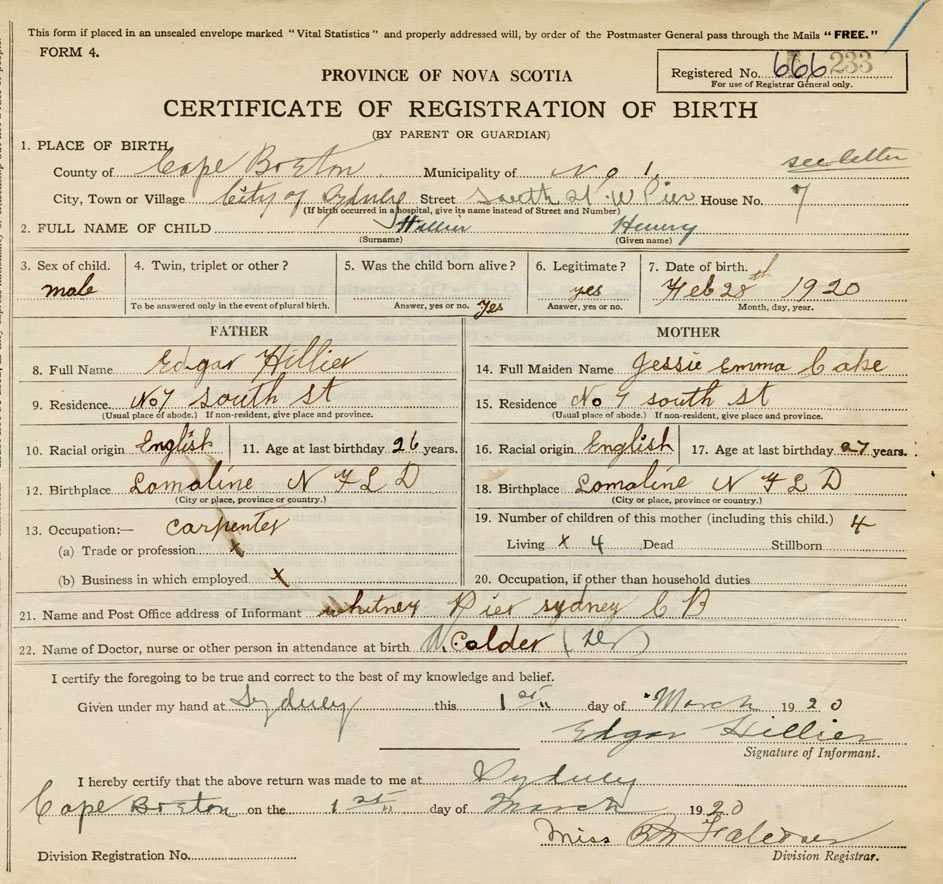 This form if placed in an unsealed envelope marked "Vital Statistics" and properly addressed will, by order of the Postmaster General pass through the Mails "FREE."
FORM 4.
PROVINCE OF NOVA SCOTIA
Registered No. 666 233
For use of Registrar General only.
CERTIFICATE OF REGISTRATION OF BIRTH
(BY PARENT OR GUARDIAN)
1. PLACE OF BIRTH
see letter
County of Cape Breton Municipality of No 1.
City, Town or Village City of Sydney Street South St. W Pier House No. 7
(If birth occurred in a hospital, give its name instead of Street and Number)
2. FULL NAME OF CHILD Hillier Henry
(Surname) (Given name)
3. Sex of child. 4. Twin, triplet or other? 5. Was the child born alive? 6. Legitimate? 7. Date of birth.
male yes Feb 28th 1920
To be answered only in the event of plural birth. Answer, yes or no. Yes Answer, yes or no. Month, day, year.
FATHER MOTHER
8. Full Name Edgar Hillier 14. Full Maiden Name Jessie Emma Cake
9. Residence No 7 South st 15. Residence No 7 south st
(Usual place of abode.) If non-resident, give place and province. (Usual place of abode.) If non-resident, give place and province.
10. Racial origin English 11. Age at last birthday 26 years. 16. Racial origin English 17. Age at last birthday 27 years.
12. Birthplace Lomaline N F L D 18. Birthplace Lomaline N F L D
(City or place, province or country.) (City or place, province or country.)
13. Occupation:— Carpenter 19. Number of children of this mother (including this child.) 4
(a) Trade or profession x Living x 4 Dead Stillborn
(b) Business in which employed x 20. Occupation, if other than household duties
21. Name and Post Office address of Informant whitney Pier sydney C B
22. Name of Doctor, nurse or other person in attendance at birth Calder (Dr)
I certify the foregoing to be true and correct to the best of my knowledge and belief.
Given under my hand at Sydney this 1st day of March 1920
Edgar Hillier
Signature of Informant.
I hereby certify that the above return was made to me at Sydney
Cape Breton on the 1st day of March 1920
Miss
Division Registration No. Division Registrar.